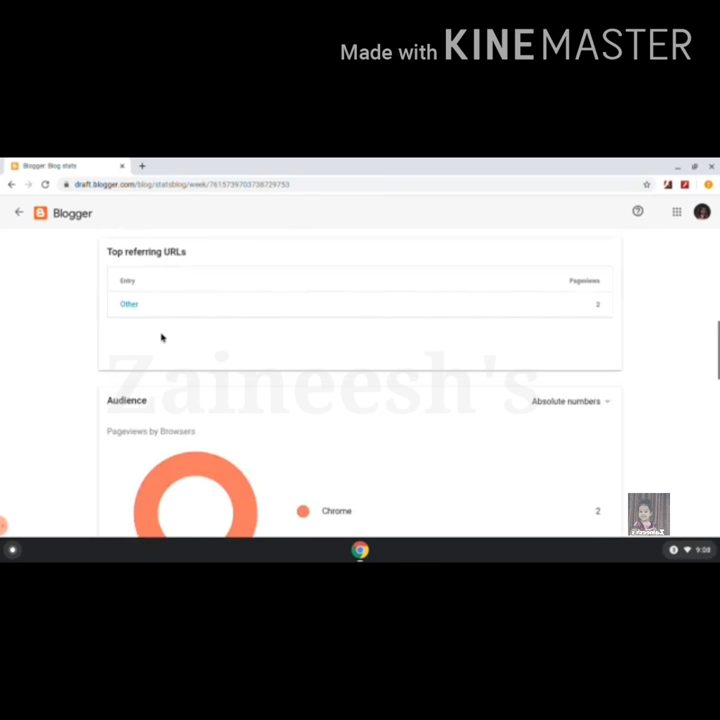 Made with KINEMASTER
Blogger: Blog stats
draft.blogger.com/blog/statsblog/week/7615739703738729753
Blogger
Top referring URLs
Entry Pageviews
Other 2
Zaineesh's
Audience Absolute numbers
Pageviews by Browsers
Chrome 2
Zaineesh's
9:08